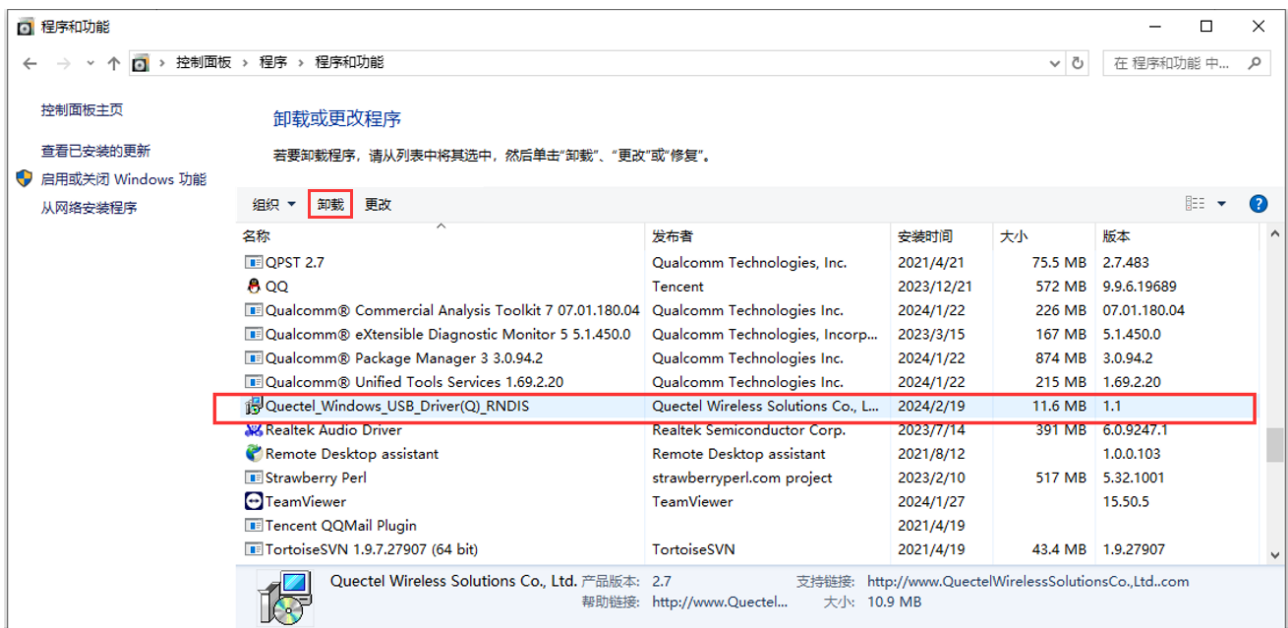 程序和功能
控制面板 › 程序 › 程序和功能
在 程序和功能 中...
控制面板主页
查看已安装的更新
启用或关闭 Windows 功能
从网络安装程序
卸载或更改程序
若要卸载程序，请从列表中将其选中，然后单击“卸载”、“更改”或“修复”。
组织 卸载 更改
名称 发布者 安装时间 大小 版本
QPST 2.7 Qualcomm Technologies, Inc. 2021/4/21 75.5 MB 2.7.483
QQ Tencent 2023/12/21 572 MB 9.9.6.19689
Qualcomm® Commercial Analysis Toolkit 7 07.01.180.04 Qualcomm Technologies Inc. 2024/1/22 226 MB 07.01.180.04
Qualcomm® eXtensible Diagnostic Monitor 5 5.1.450.0 Qualcomm Technologies, Incorp... 2023/3/15 167 MB 5.1.450.0
Qualcomm® Package Manager 3 3.0.94.2 Qualcomm Technologies Inc. 2024/1/22 874 MB 3.0.94.2
Qualcomm® Unified Tools Services 1.69.2.20 Qualcomm Technologies Inc. 2024/1/22 215 MB 1.69.2.20
Quectel_Windows_USB_Driver(Q)_RNDIS Quectel Wireless Solutions Co., L... 2024/2/19 11.6 MB 1.1
Realtek Audio Driver Realtek Semiconductor Corp. 2023/7/14 391 MB 6.0.9247.1
Remote Desktop assistant Remote Desktop assistant 2021/8/12 1.0.0.103
Strawberry Perl strawberryperl.com project 2023/2/10 517 MB 5.32.1001
TeamViewer TeamViewer 2024/1/27 15.50.5
Tencent QQMail Plugin 2021/4/19
TortoiseSVN 1.9.7.27907 (64 bit) TortoiseSVN 2021/4/19 43.4 MB 1.9.27907
Quectel Wireless Solutions Co., Ltd. 产品版本: 2.7 支持链接: http://www.QuectelWirelessSolutionsCo.,Ltd..com
帮助链接: http://www.Quectel... 大小: 10.9 MB